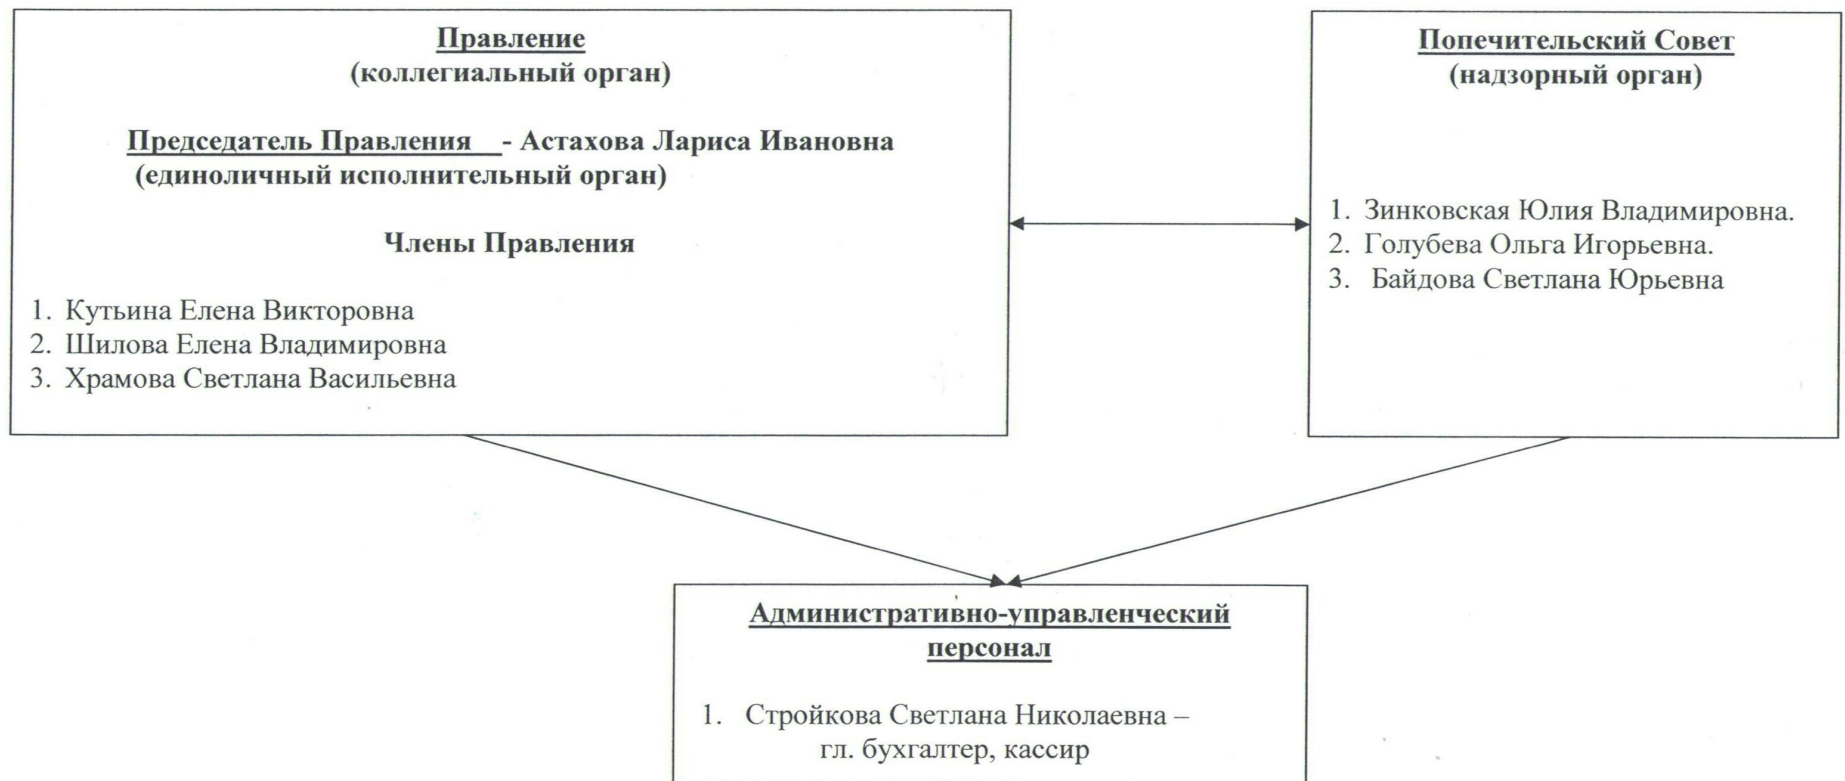 Правление
(коллегиальный орган)
Председатель Правления - Астахова Лариса Ивановна
(единоличный исполнительный орган)
Члены Правления
1. Кутьина Елена Викторовна
2. Шилова Елена Владимировна
3. Храмова Светлана Васильевна
Попечительский Совет
(надзорный орган)
1. Зинковская Юлия Владимировна.
2. Голубева Ольга Игорьевна.
3. Байдова Светлана Юрьевна
Административно-управленческий
персонал
1. Стройкова Светлана Николаевна –
гл. бухгалтер, кассир